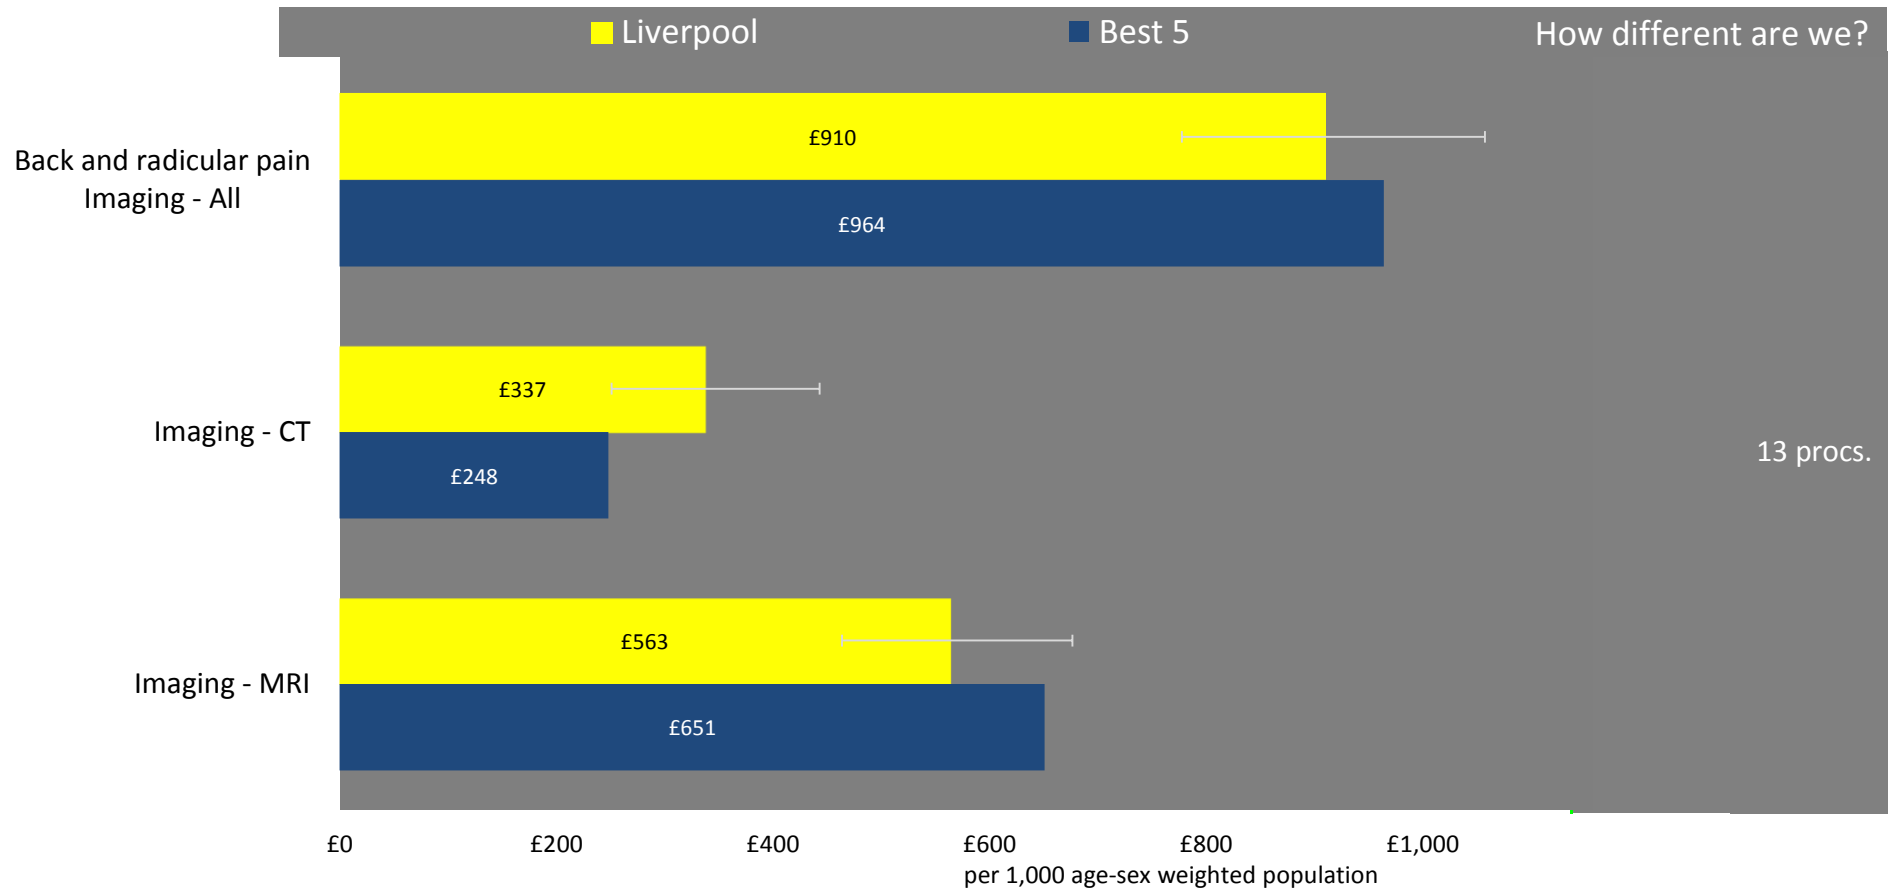 Liverpool
Best 5
How different are we?
Back and radicular pain
Imaging - All
£910
£964
Imaging - CT
£337
£248
13 procs.
Imaging - MRI
£563
£651
£0
£200
£400
£600
£800
£1,000
per 1,000 age-sex weighted population